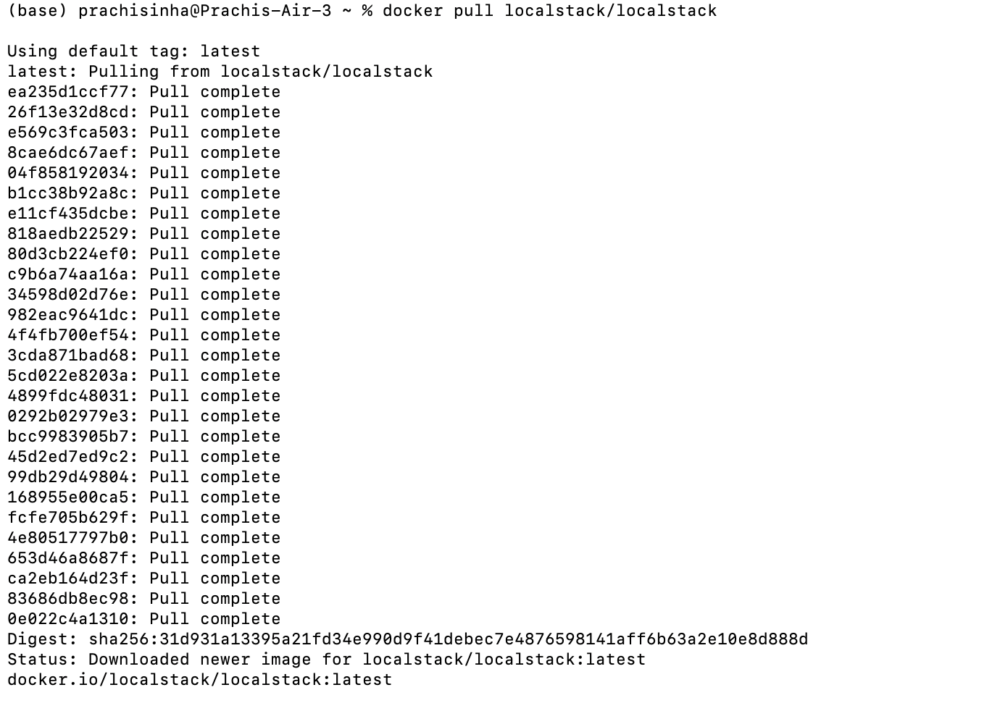 (base) prachisinha@Prachis-Air-3 ~ % docker pull localstack/localstack
Using default tag: latest
latest: Pulling from localstack/localstack
ea235d1ccf77: Pull complete
26f13e32d8cd: Pull complete
e569c3fca503: Pull complete
8cae6dc67aef: Pull complete
04f858192034: Pull complete
b1cc38b92a8c: Pull complete
e11cf435dcbe: Pull complete
818aedb22529: Pull complete
80d3cb224ef0: Pull complete
c9b6a74aa16a: Pull complete
34598d02d76e: Pull complete
982eac9641dc: Pull complete
4f4fb700ef54: Pull complete
3cda871bad68: Pull complete
5cd022e8203a: Pull complete
4899fdc48031: Pull complete
0292b02979e3: Pull complete
bcc9983905b7: Pull complete
45d2ed7ed9c2: Pull complete
99db29d49804: Pull complete
168955e00ca5: Pull complete
fcfe705b629f: Pull complete
4e80517797b0: Pull complete
653d46a8687f: Pull complete
ca2eb164d23f: Pull complete
83686db8ec98: Pull complete
0e022c4a1310: Pull complete
Digest: sha256:31d931a13395a21fd34e990d9f41debec7e4876598141aff6b63a2e10e8d888d
Status: Downloaded newer image for localstack/localstack:latest
docker.io/localstack/localstack:latest